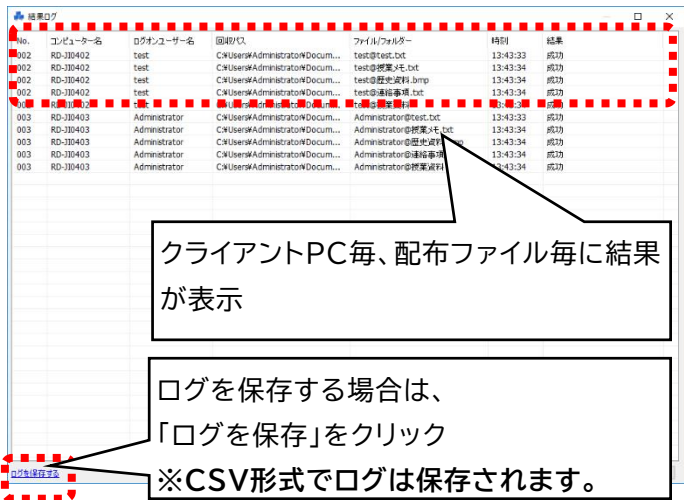 結果ログ
No. コンピューター名 ログオンユーザー名 回収パス ファイル/フォルダー 時刻 結果
002 RD-JI0402 test C:¥Users¥Administrator¥Docum... test@test.txt 13:43:33 成功
002 RD-JI0402 test C:¥Users¥Administrator¥Docum... test@授業メモ.txt 13:43:34 成功
002 RD-JI0402 test C:¥Users¥Administrator¥Docum... test@歴史資料.bmp 13:43:34 成功
002 RD-JI0402 test C:¥Users¥Administrator¥Docum... test@連絡事項.txt 13:43:34 成功
002 RD-JI0402 test C:¥Users¥Administrator¥Docum...
003 RD-JI0403 Administrator C:¥Users¥Administrator¥Docum... Administrator@test.txt 13:43:33 成功
003 RD-JI0403 Administrator C:¥Users¥Administrator¥Docum... Administrator@授業メモ.txt 13:43:34 成功
003 RD-JI0403 Administrator C:¥Users¥Administrator¥Docum... 13:43:34 成功
003 RD-JI0403 Administrator C:¥Users¥Administrator¥Docum... 13:43:34 成功
003 RD-JI0403 Administrator C:¥Users¥Administrator¥Docum... Administrator@授業資料 13:43:34 成功
クライアントPC毎、配布ファイル毎に結果
が表示
ログを保存する場合は、
「ログを保存」をクリック
※CSV形式でログは保存されます。
ログを保存する